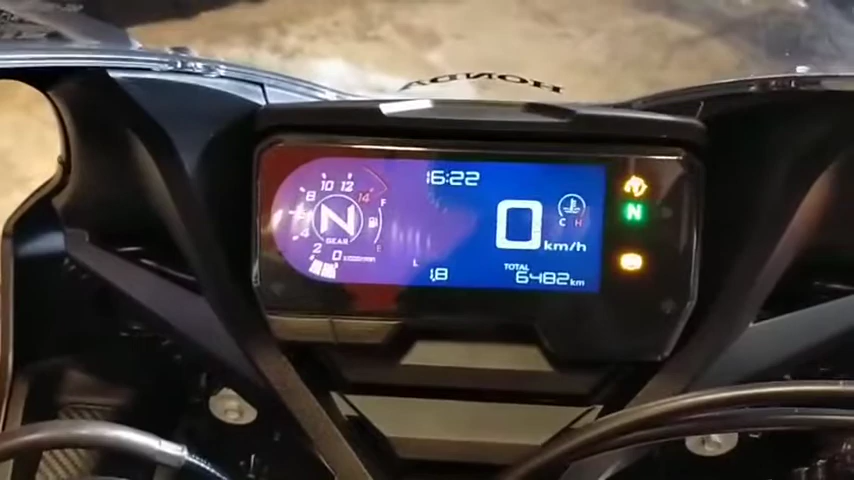 HONDA
16:22
2 4 6 8 10 12 14
N
GEAR
0 x1000r/min
F
E
L 1.8
0 km/h
C H
TOTAL
6482 km
N